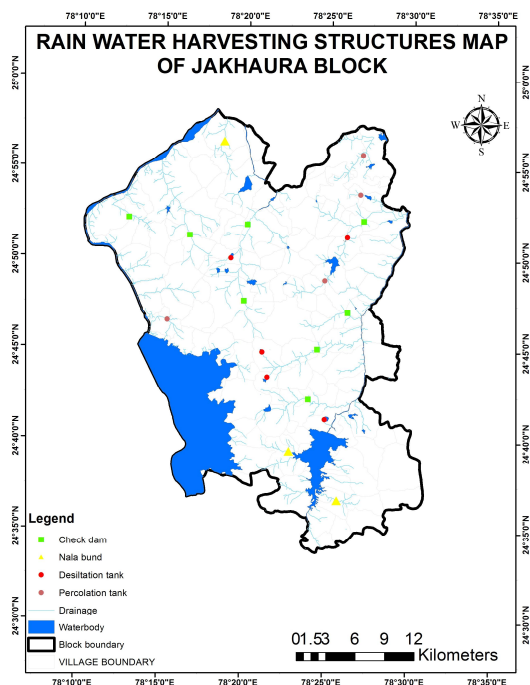 78°10'0"E 78°15'0"E 78°20'0"E 78°25'0"E 78°30'0"E 78°35'0"E
RAIN WATER HARVESTING STRUCTURES MAP
OF JAKHAURA BLOCK
25°0'0"N 25°0'0"N
N
W E
S
24°55'0"N 24°55'0"N
24°50'0"N 24°50'0"N
24°45'0"N 24°45'0"N
24°40'0"N 24°40'0"N
24°35'0"N 24°35'0"N
24°30'0"N 24°30'0"N
Legend
Check dam
Nala bund
Desiltation tank
Percolation tank
Drainage
Waterbody
Block boundary
VILLAGE BOUNDARY
01.53 6 9 12
Kilometers
78°10'0"E 78°15'0"E 78°20'0"E 78°25'0"E 78°30'0"E 78°35'0"E